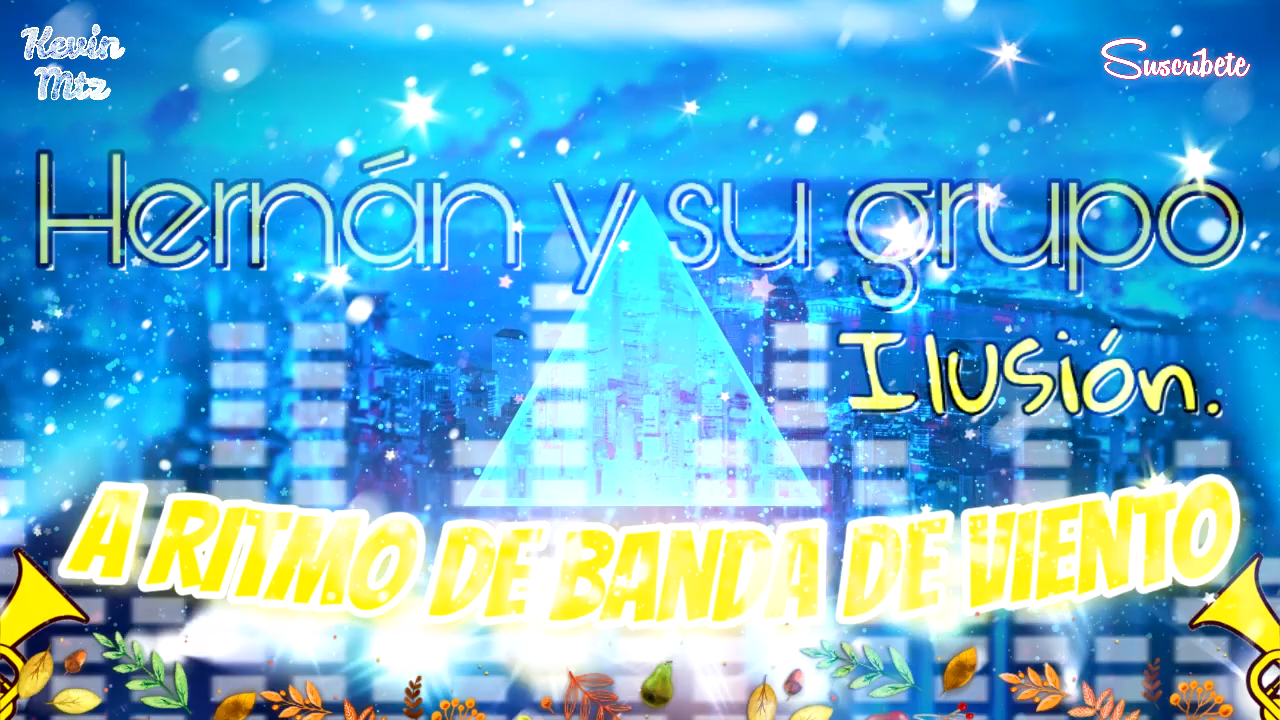 Kevin
Mtz
Suscríbete
Hernán y su grupo
Ilusión.
A RITMO DE BANDA DE VIENTO